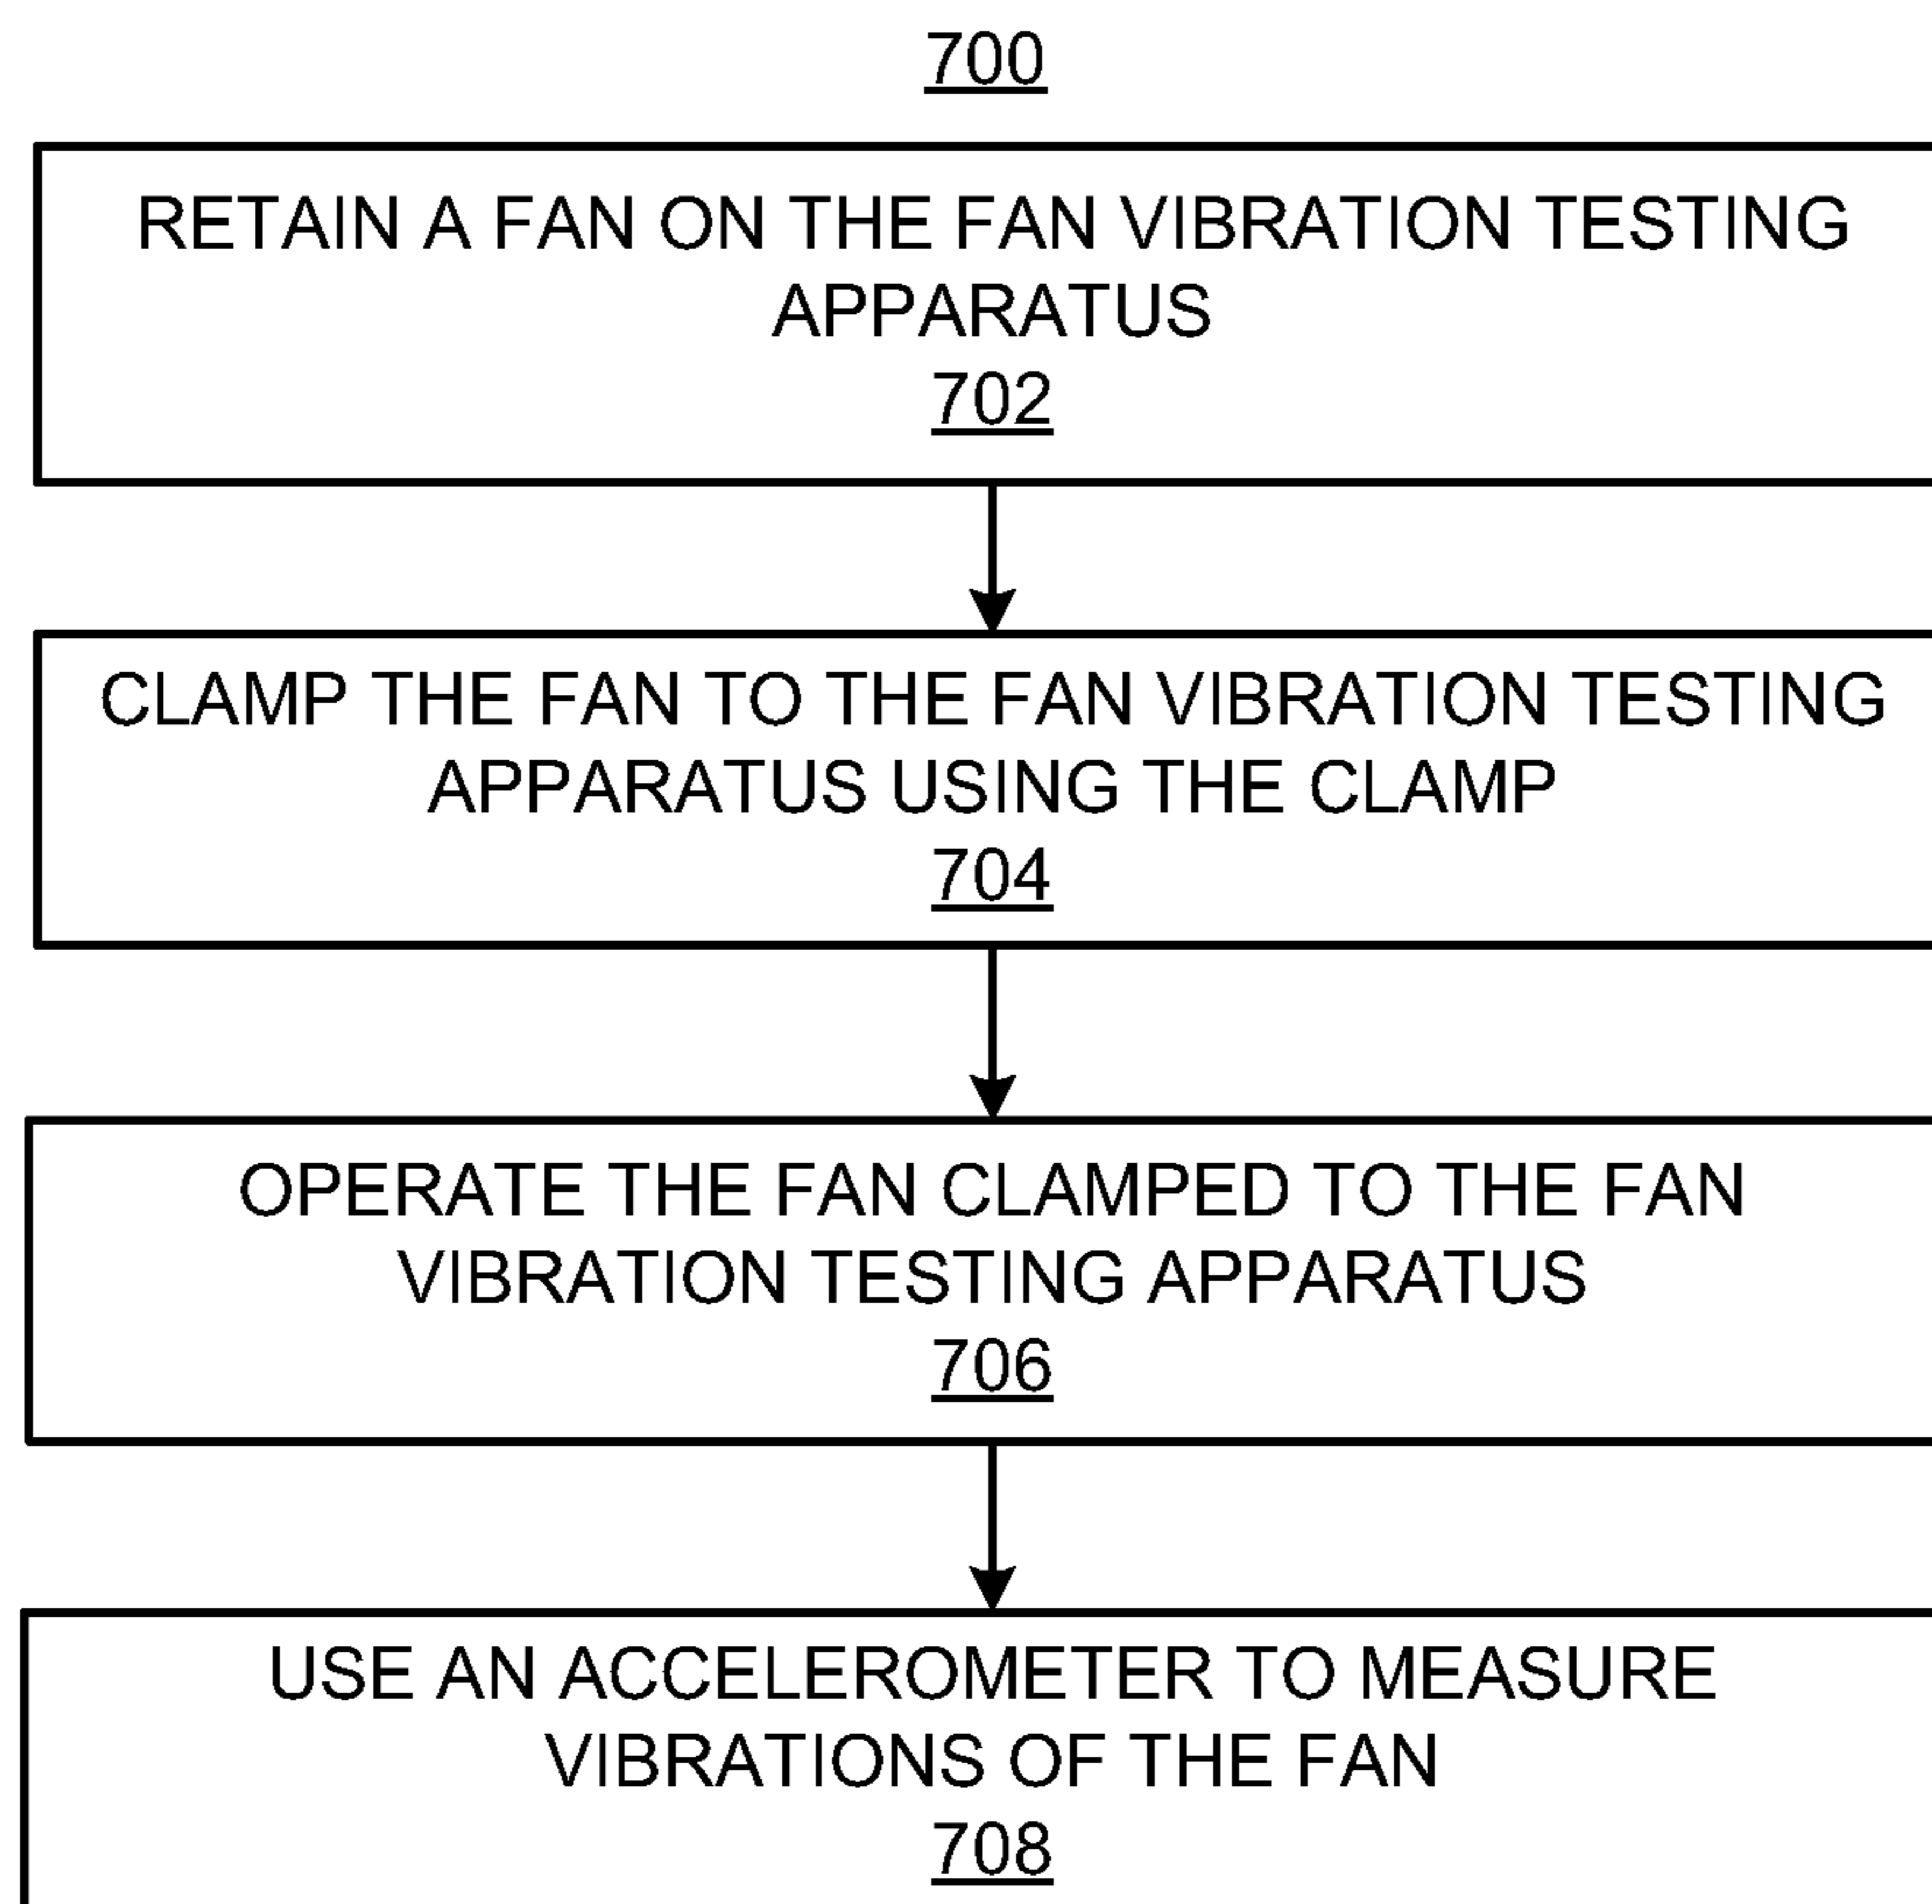 700
RETAIN A FAN ON THE FAN VIBRATION TESTING
APPARATUS
702
CLAMP THE FAN TO THE FAN VIBRATION TESTING
APPARATUS USING THE CLAMP
704
OPERATE THE FAN CLAMPED TO THE FAN
VIBRATION TESTING APPARATUS
706
USE AN ACCELEROMETER TO MEASURE
VIBRATIONS OF THE FAN
708